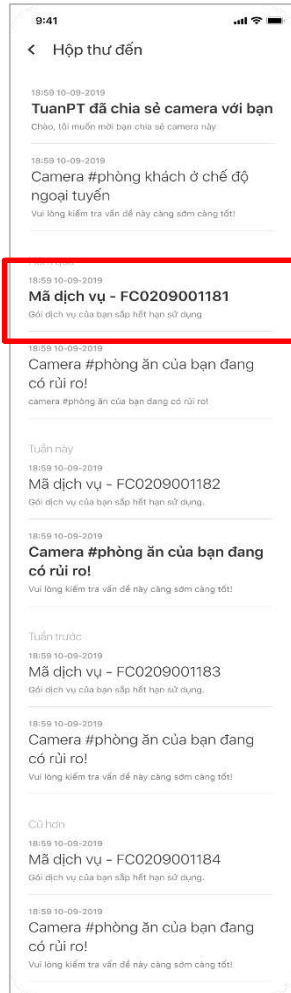 9:41
Hộp thư đến
18:59 10-09-2019
TuanPT đã chia sẻ camera với bạn
Chào, tôi muốn mời bạn chia sẻ camera này
18:59 10-09-2019
Camera #phòng khách ở chế độ
ngoại tuyến
Vui lòng kiểm tra vấn đề này càng sớm càng tốt!
18:59 10-09-2019
Mã dịch vụ - FC0209001181
Gói dịch vụ của bạn sắp hết hạn sử dụng
18:59 10-09-2019
Camera #phòng ăn của bạn đang
có rủi ro!
camera #phòng ăn của bạn đang có rủi ro!
Tuần này
18:59 10-09-2019
Mã dịch vụ - FC0209001182
Gói dịch vụ của bạn sắp hết hạn sử dụng.
18:59 10-09-2019
Camera #phòng ăn của bạn đang
có rủi ro!
Vui lòng kiểm tra vấn đề này càng sớm càng tốt!
Tuần trước
18:59 10-09-2019
Mã dịch vụ - FC0209001183
Gói dịch vụ của bạn sắp hết hạn sử dụng.
18:59 10-09-2019
Camera #phòng ăn của bạn đang
có rủi ro!
Vui lòng kiểm tra vấn đề này càng sớm càng tốt!
Cũ hơn
18:59 10-09-2019
Mã dịch vụ - FC0209001184
Gói dịch vụ của bạn sắp hết hạn sử dụng.
18:59 10-09-2019
Camera #phòng ăn của bạn đang
có rủi ro!
Vui lòng kiểm tra vấn đề này càng sớm càng tốt!